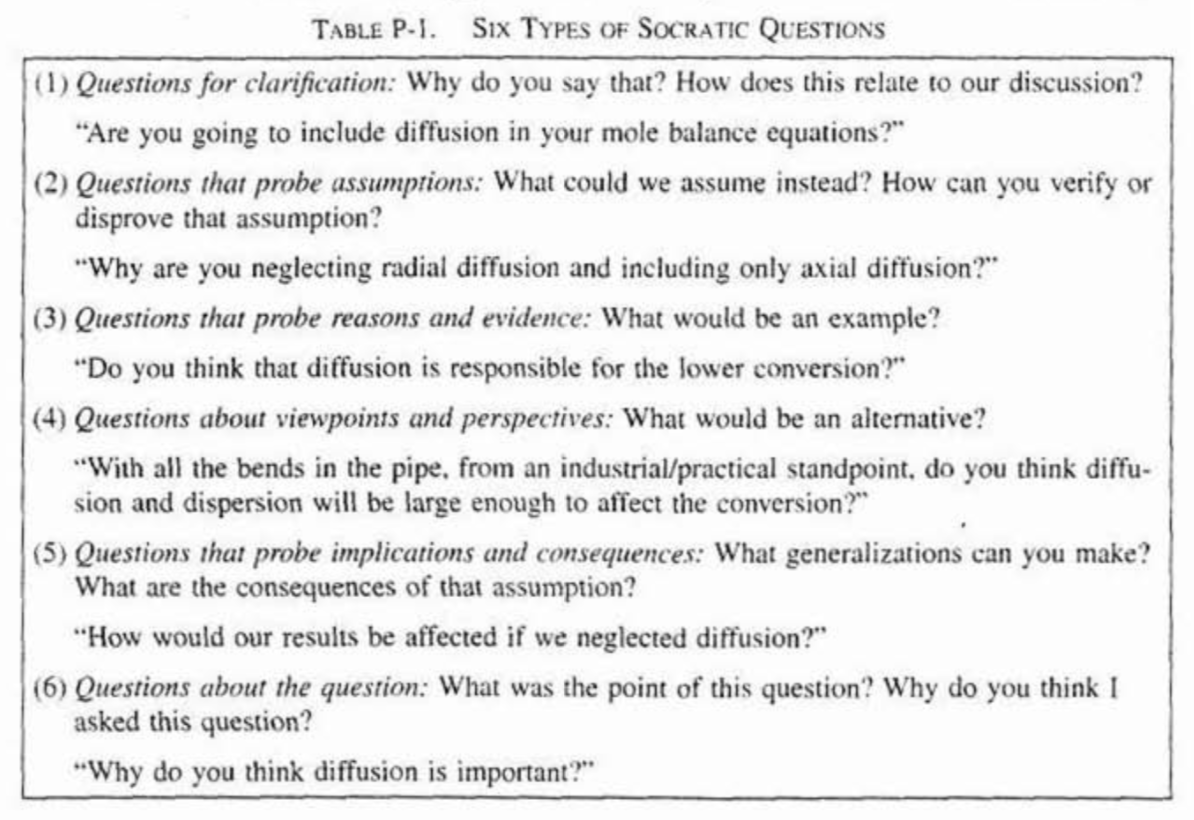 TABLE P-1. SIX TYPES OF SOCRATIC QUESTIONS
(1) Questions for clarification: Why do you say that? How does this relate to our discussion?
"Are you going to include diffusion in your mole balance equations?"
(2) Questions that probe assumptions: What could we assume instead? How can you verify or
disprove that assumption?
"Why are you neglecting radial diffusion and including only axial diffusion?"
(3) Questions that probe reasons and evidence: What would be an example?
"Do you think that diffusion is responsible for the lower conversion?"
(4) Questions about viewpoints and perspectives: What would be an alternative?
"With all the bends in the pipe, from an industrial/practical standpoint, do you think diffu-
sion and dispersion will be large enough to affect the conversion?"
(5) Questions that probe implications and consequences: What generalizations can you make?
What are the consequences of that assumption?
"How would our results be affected if we neglected diffusion?"
(6) Questions about the question: What was the point of this question? Why do you think I
asked this question?
"Why do you think diffusion is important?"